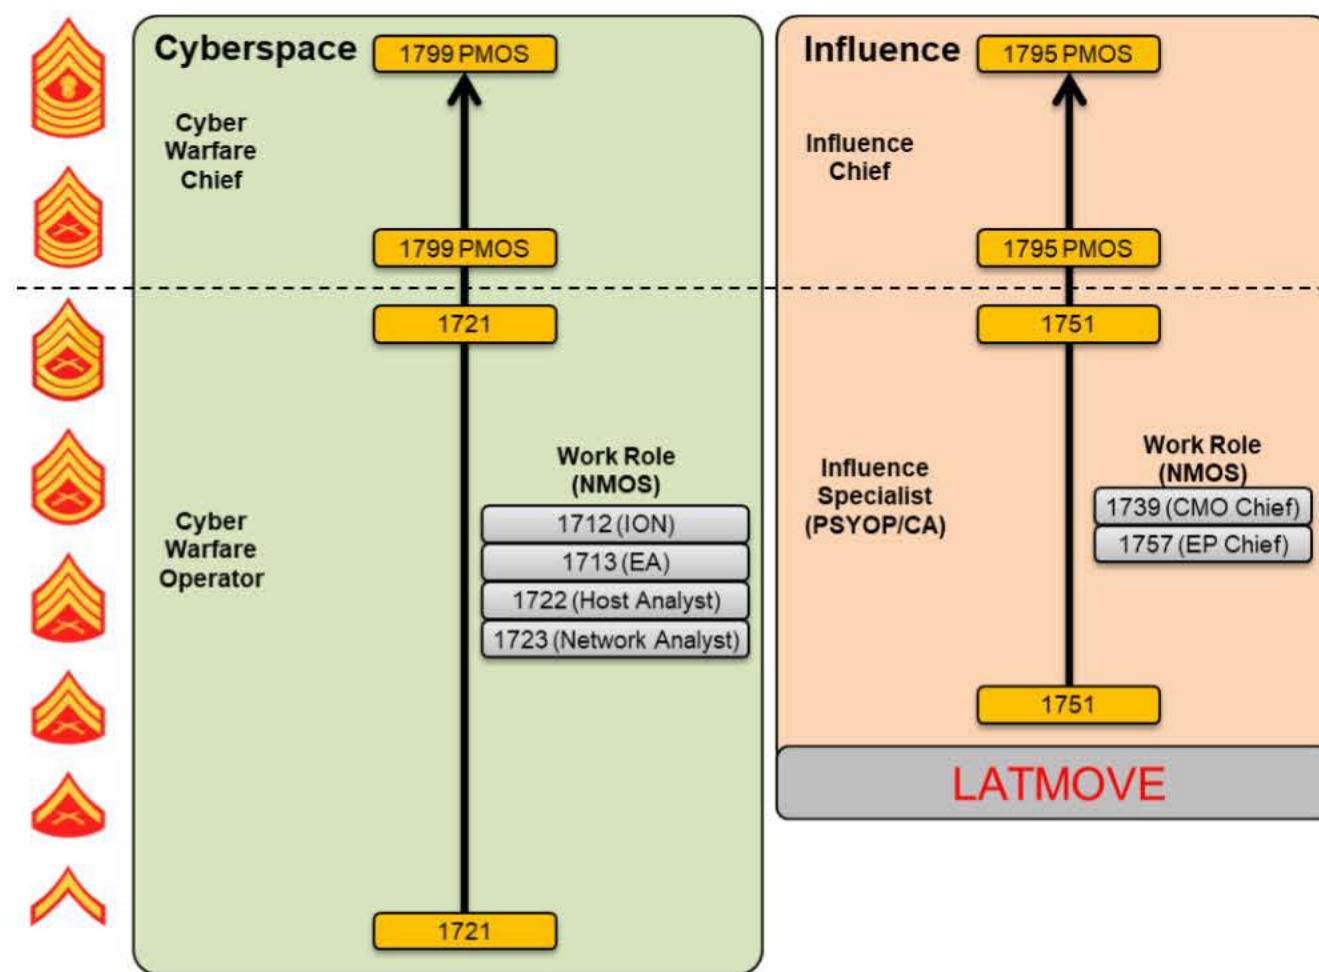 Cyberspace
1799 PMOS
Cyber
Warfare
Chief
1799 PMOS
1721
Work Role
(NMOS)
1712 (ION)
1713 (EA)
1722 (Host Analyst)
1723 (Network Analyst)
Cyber
Warfare
Operator
1721
Influence
1795 PMOS
Influence
Chief
1795 PMOS
1751
Work Role
(NMOS)
1739 (CMO Chief)
1757 (EP Chief)
Influence
Specialist
(PSYOP/CA)
1751
LATMOVE